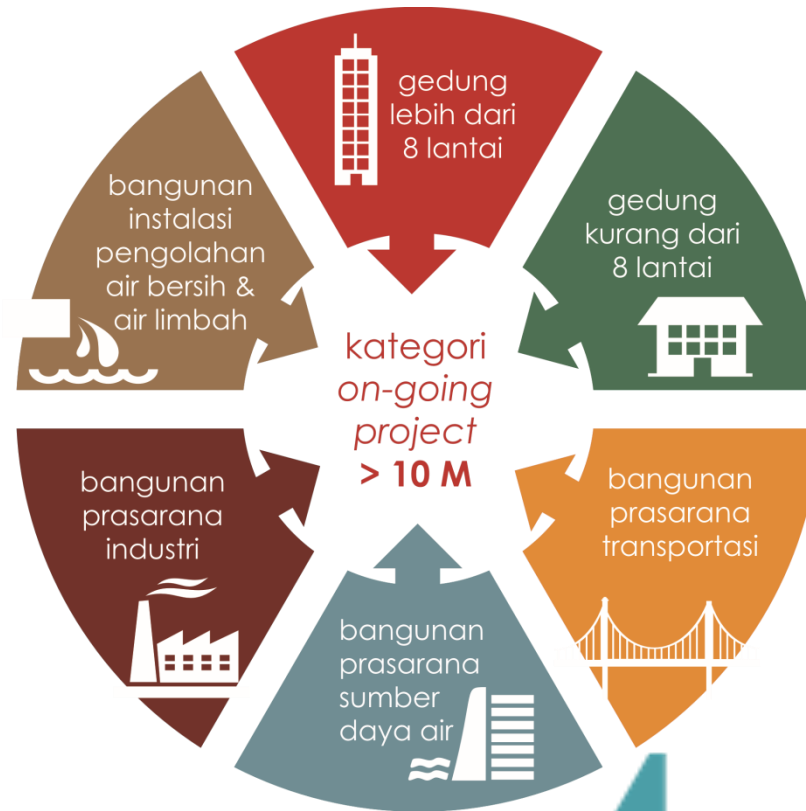 gedung
lebih dari
8 lantai
gedung
kurang dari
8 lantai
bangunan
prasarana
transportasi
bangunan
prasarana
sumber
daya air
bangunan
prasarana
industri
bangunan
instalasi
pengolahan
air bersih &
air limbah
kategori
on-going
project
> 10 M